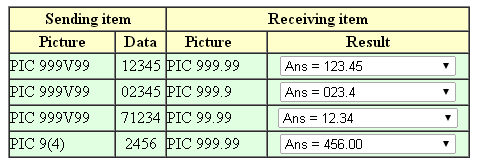 Sending item Receiving item
Picture Data Picture Result
PIC 999V99 12345 PIC 999.99 Ans = 123.45
PIC 999V99 02345 PIC 999.9 Ans = 023.4
PIC 999V99 71234 PIC 99.99 Ans = 12.34
PIC 9(4) 2456 PIC 999.99 Ans = 456.00